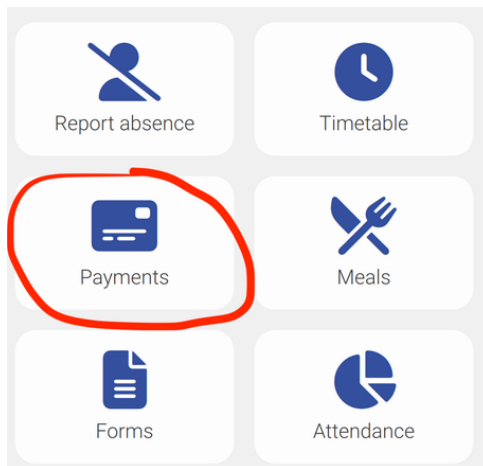 Report absence
Timetable
Payments
Meals
Forms
Attendance